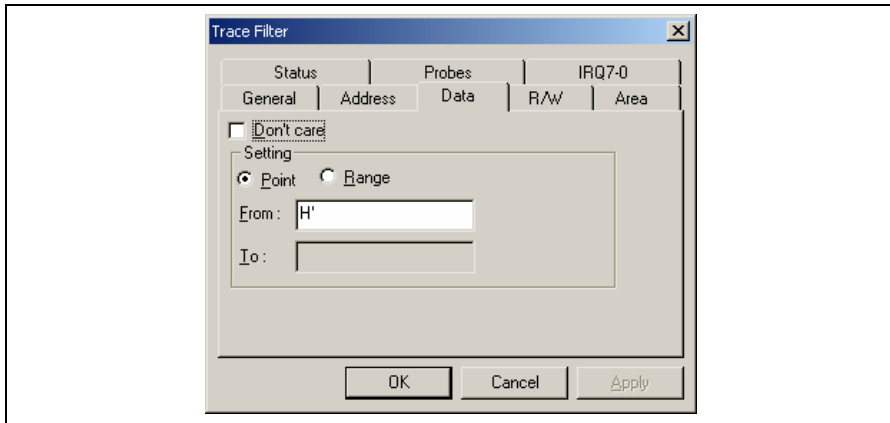 Trace Filter
Status Probes IRQ7-0
General Address Data R/W Area
Don't care
Setting
Point Range
From : H'
To :
OK Cancel Apply